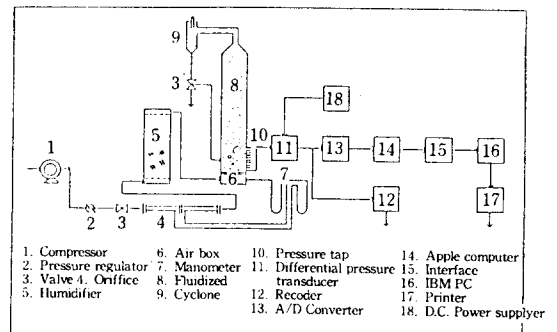 9
8
3
18
1
5
10
11
13
14
15
16
6
7
12
17
2
3
4
1. Compressor
2. Pressure regulator
3. Valve 4. Oriffice
5. Humidifier
6. Air box
7. Manometer
8. Fluidized
9. Cyclone
10. Pressure tap
11. Differential pressure
transducer
12. Recoder
13. A/D Converter
14. Apple computer
15. Interface
16. IBM PC
17. Printer
18. D.C. Power supplyer